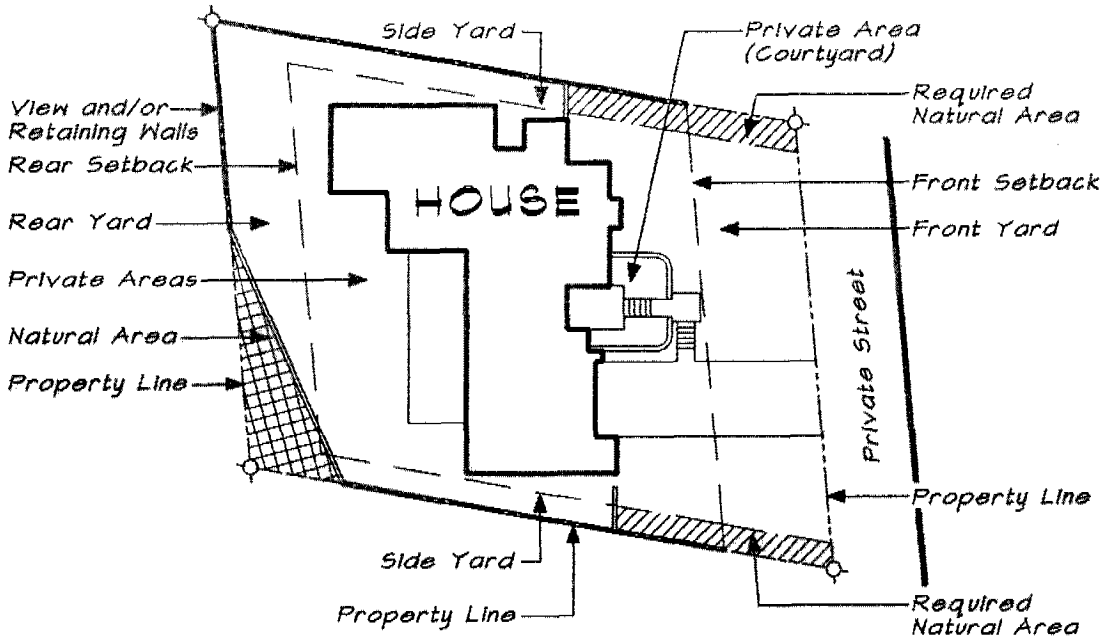 Side Yard
Private Area
(Courtyard)
View and/or
Retaining Walls
Required
Natural Area
Rear Setback
HOUSE
Front Setback
Rear Yard
Front Yard
Private Areas
Natural Area
Property Line
Private Street
Property Line
Side Yard
Property Line
Required
Natural Area